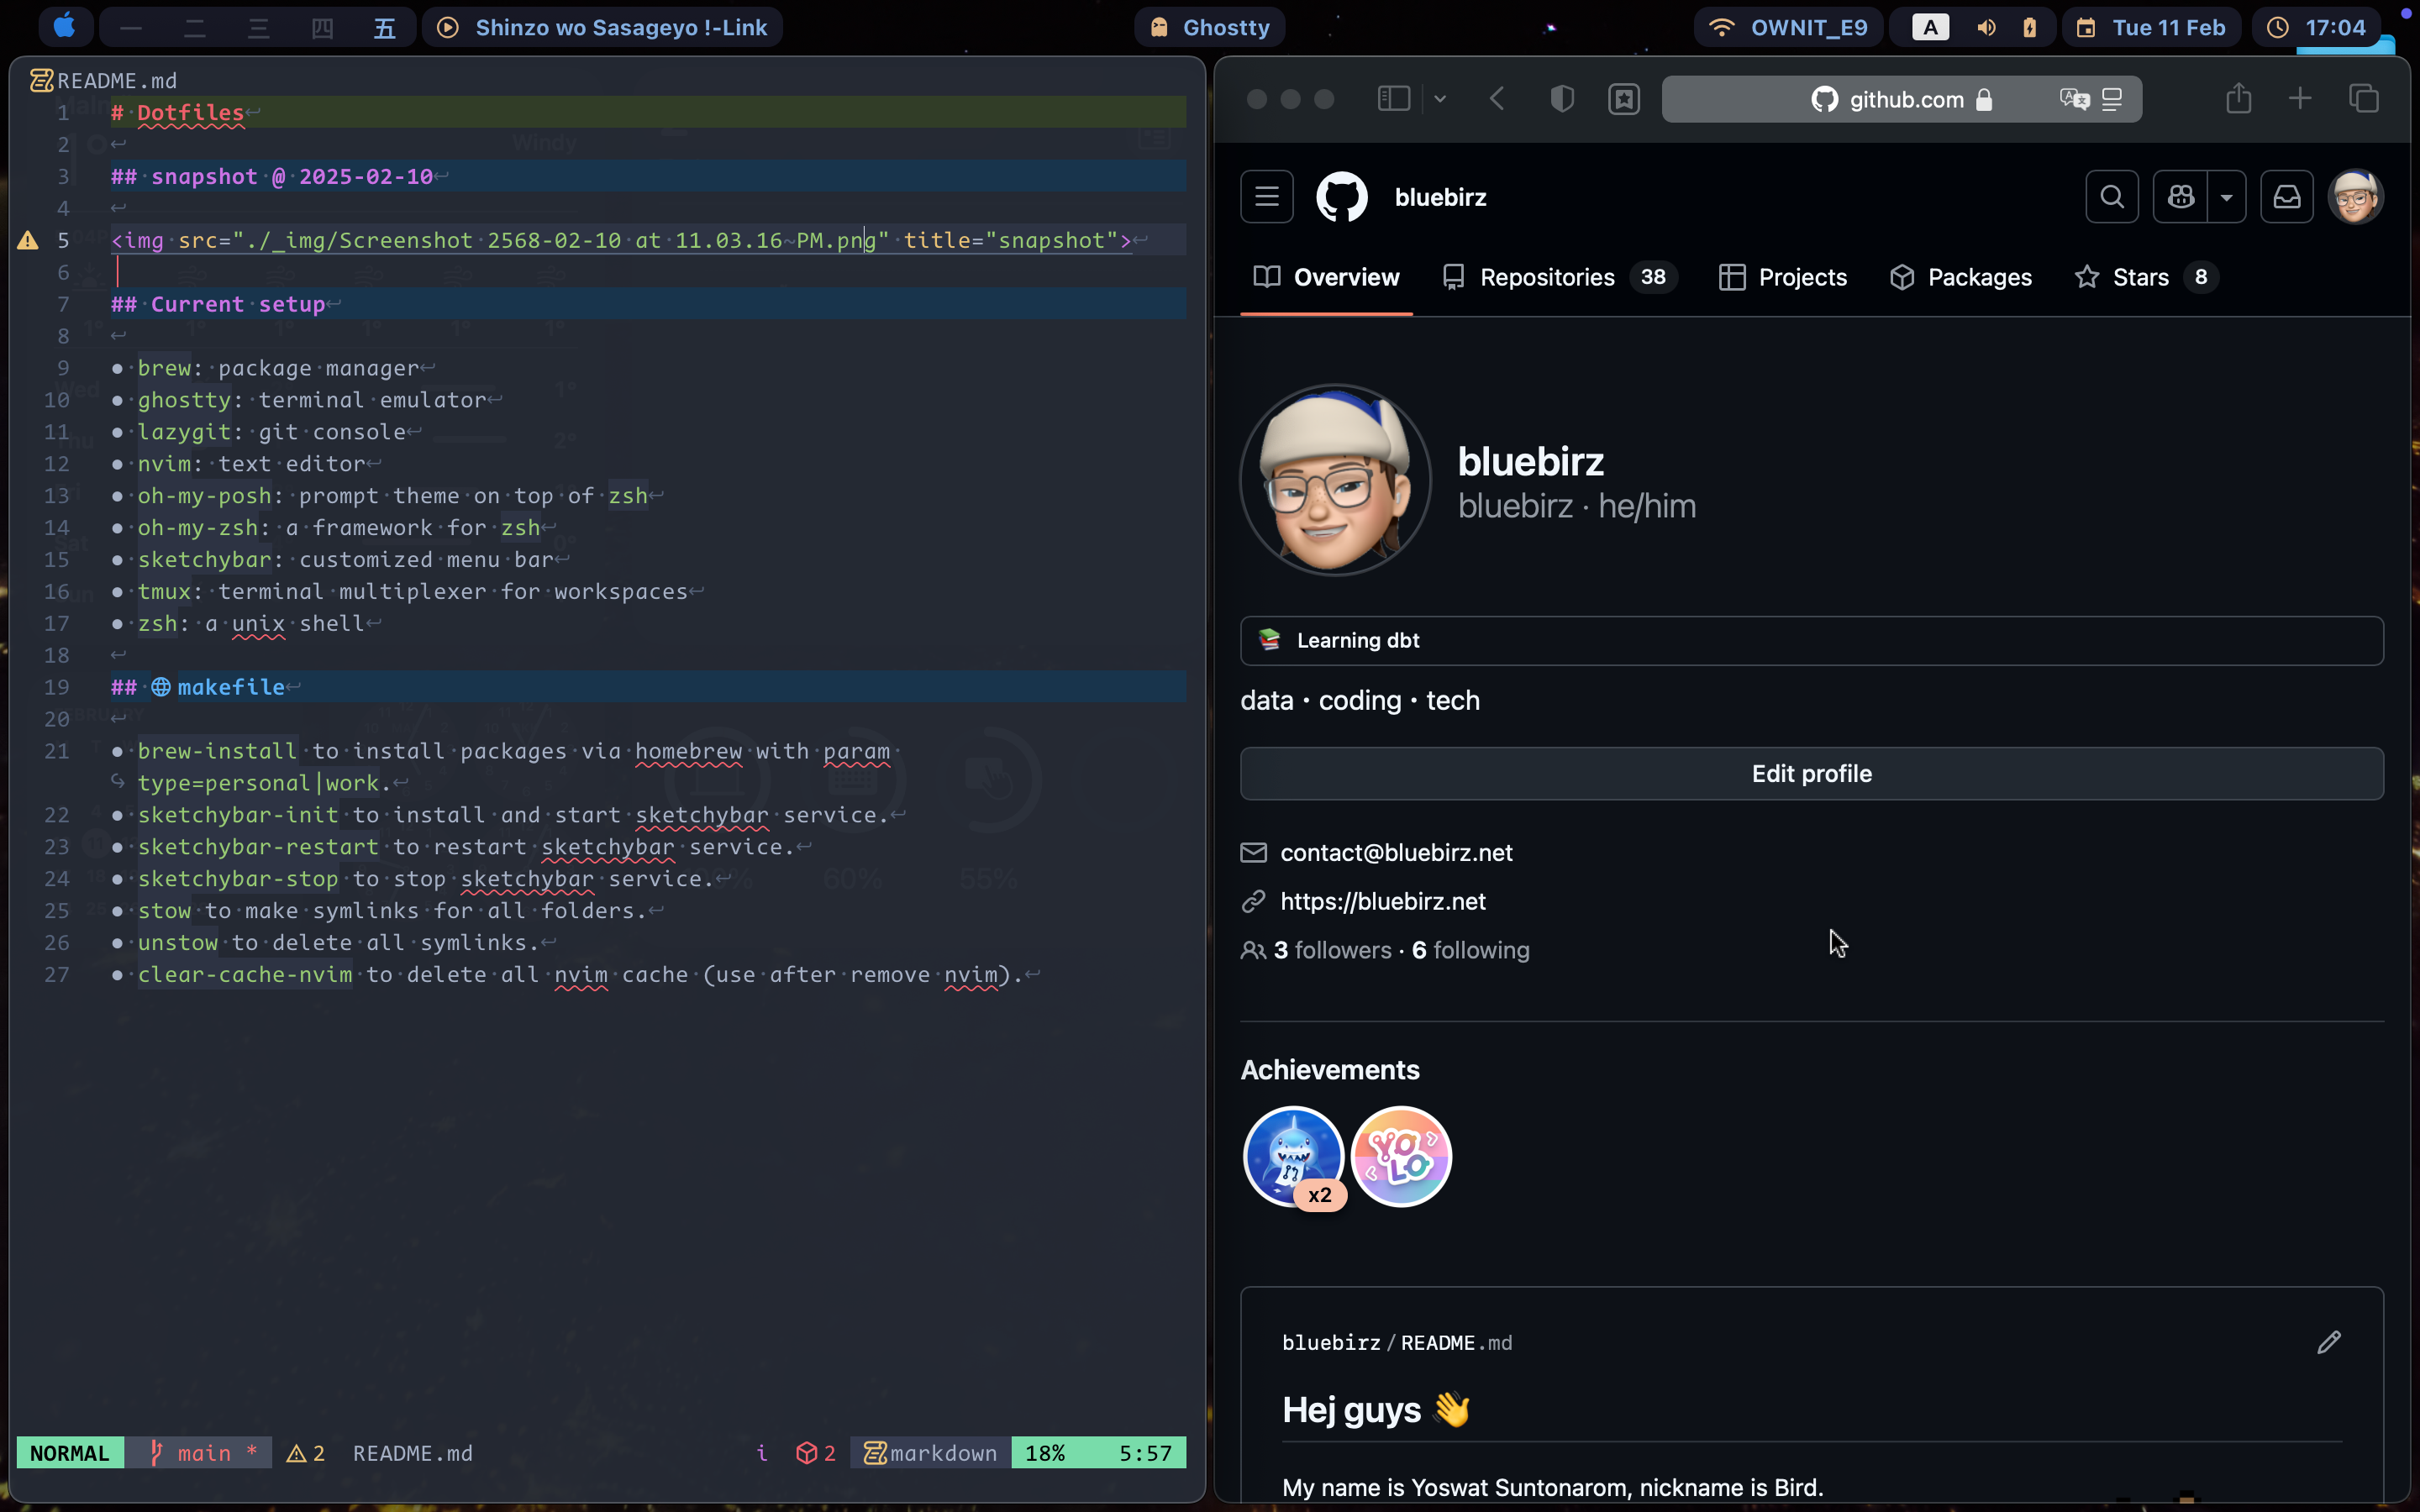 一 二 三 四 五 Shinzo wo Sasageyo !-Link Ghostty OWNIT_E9 A Tue 11 Feb 17:04
README.md
1 # Dotfiles
2
3 ## snapshot @ 2025-02-10
4
5 <img src="./_img/Screenshot 2568-02-10 at 11.03.16~PM.png" title="snapshot">
6
7 ## Current setup
8
9 • brew: package manager
10 • ghostty: terminal emulator
11 • lazygit: git console
12 • nvim: text editor
13 • oh-my-posh: prompt theme on top of zsh
14 • oh-my-zsh: a framework for zsh
15 • sketchybar: customized menu bar
16 • tmux: terminal multiplexer for workspaces
17 • zsh: a unix shell
18
19 ## makefile
20
21 • brew-install to install packages via homebrew with param
type=personal|work.
22 • sketchybar-init to install and start sketchybar service.
23 • sketchybar-restart to restart sketchybar service.
24 • sketchybar-stop to stop sketchybar service.
25 • stow to make symlinks for all folders.
26 • unstow to delete all symlinks.
27 • clear-cache-nvim to delete all nvim cache (use after remove nvim).
NORMAL main * 2 README.md i 2 markdown 18% 5:57
github.com
bluebirz
Overview Repositories 38 Projects Packages Stars 8
bluebirz
bluebirz · he/him
Learning dbt
data • coding • tech
Edit profile
contact@bluebirz.net
https://bluebirz.net
3 followers · 6 following
Achievements
YOLO
x2
bluebirz / README.md
Hej guys 👋
My name is Yoswat Suntonarom, nickname is Bird.